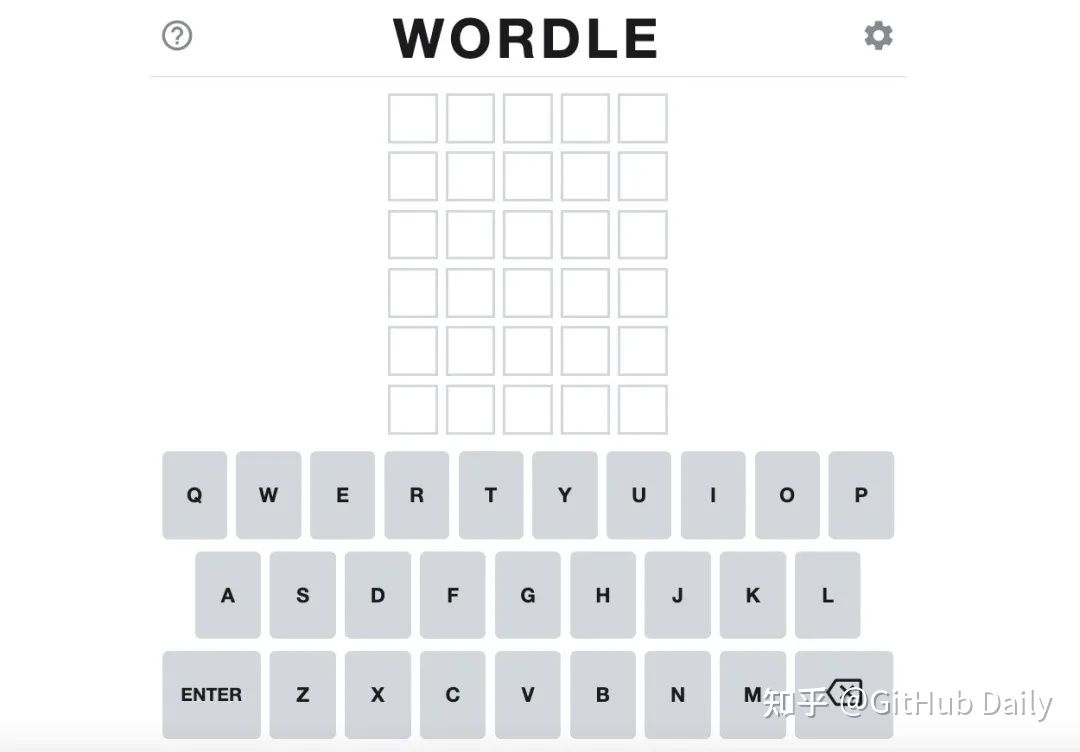 WORDLE
Q W E R T Y U I O P
A S D F G H J K L
ENTER Z X C V B N M
知乎 @GitHub Daily